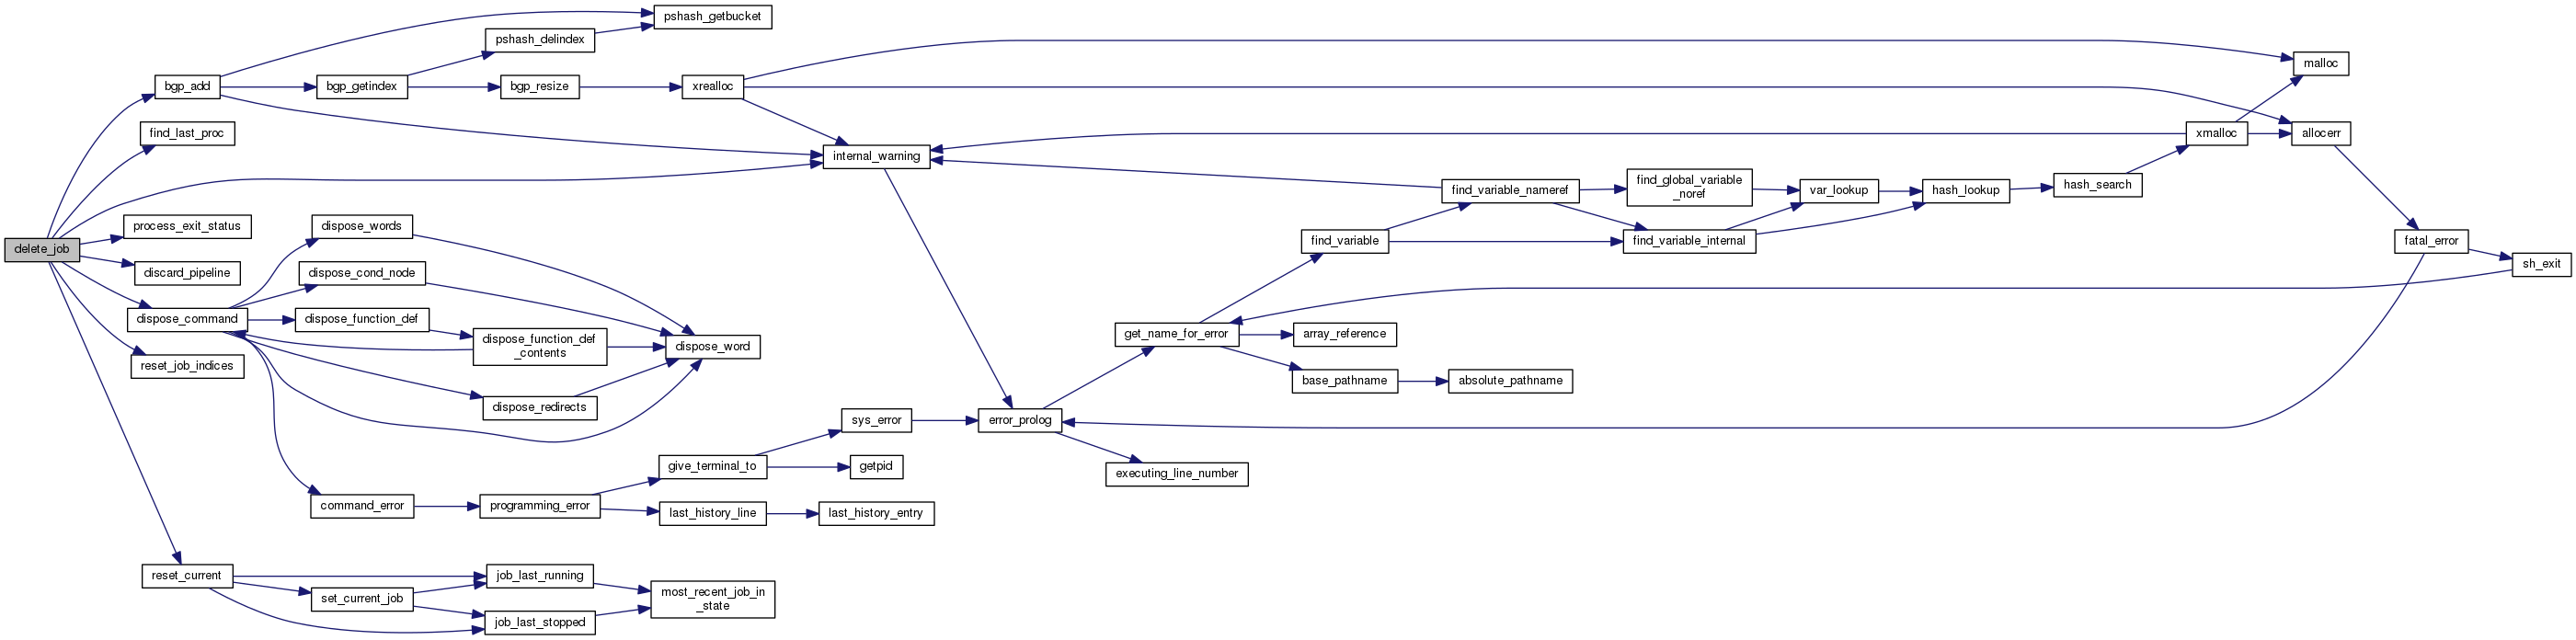 pshash_getbucket
pshash_delindex
malloc
bgp_add
bgp_getindex
bgp_resize
xrealloc
find_last_proc
xmalloc
allocerr
internal_warning
find_variable_nameref
find_global_variable
_noref
var_lookup
hash_lookup
hash_search
process_exit_status
dispose_words
delete_job
find_variable
find_variable_internal
fatal_error
sh_exit
discard_pipeline
dispose_cond_node
dispose_command
dispose_function_def
dispose_function_def
_contents
dispose_word
get_name_for_error
array_reference
reset_job_indices
base_pathname
absolute_pathname
dispose_redirects
sys_error
error_prolog
give_terminal_to
getpid
executing_line_number
command_error
programming_error
last_history_line
last_history_entry
reset_current
job_last_running
set_current_job
most_recent_job_in
_state
job_last_stopped